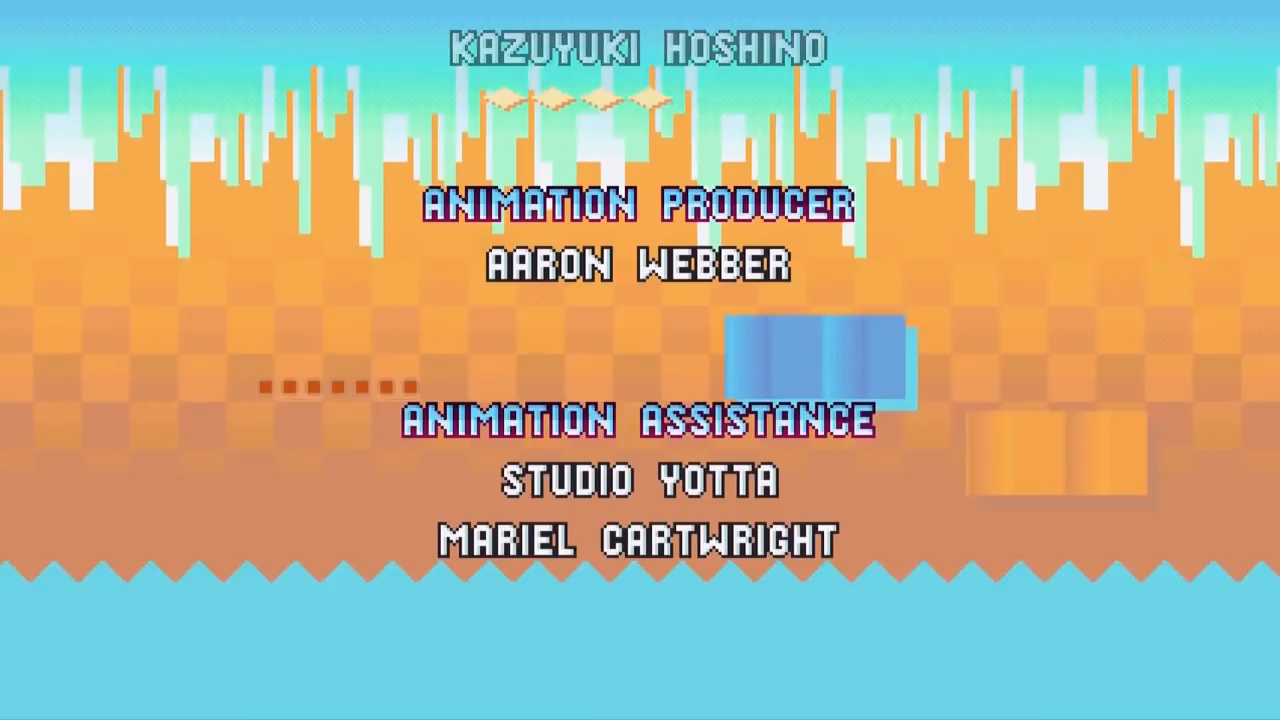 KAZUYUKI HOSHINO
ANIMATION PRODUCER
AARON WEBBER
ANIMATION ASSISTANCE
STUDIO YOTTA
MARIEL CARTWRIGHT